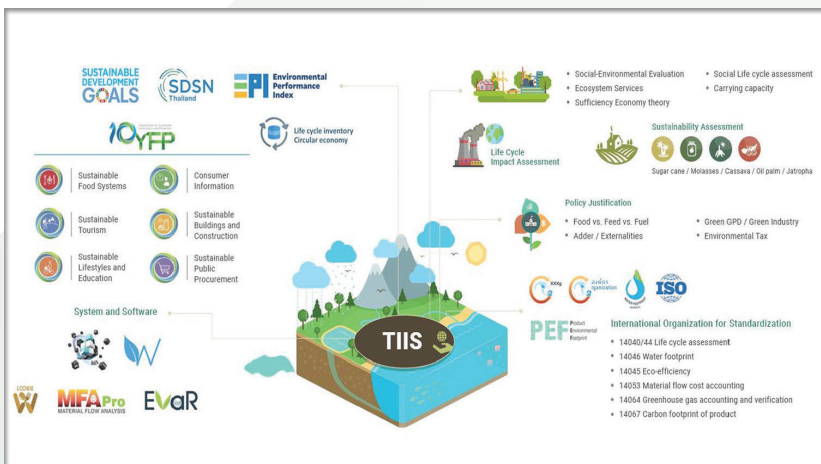 SUSTAINABLE
DEVELOPMENT
GOALS
SDSN
Thailand
EPI
Environmental
Performance
Index
10YFP
Life cycle inventory
Circular economy
Sustainable
Food Systems
Consumer
Information
Sustainable
Tourism
Sustainable
Buildings and
Construction
Sustainable
Lifestyles and
Education
Sustainable
Public
Procurement
System and Software
MFA Pro
MATERIAL FLOW ANALYSIS
EVaR
TIIS
• Social-Environmental Evaluation
• Ecosystem Services
• Sufficiency Economy theory
• Social Life cycle assessment
• Carrying capacity
Life Cycle
Impact Assessment
Sustainability Assessment
Sugar cane / Molasses / Cassava / Oil palm / Jatropha
Policy Justification
• Food vs. Feed vs. Fuel
• Adder / Externalities
• Green GPD / Green Industry
• Environmental Tax
ISO
PEF
Product
Environmental
Footprint
International Organization for Standardization
• 14040/44 Life cycle assessment
• 14046 Water footprint
• 14045 Eco-efficiency
• 14053 Material flow cost accounting
• 14064 Greenhouse gas accounting and verification
• 14067 Carbon footprint of product